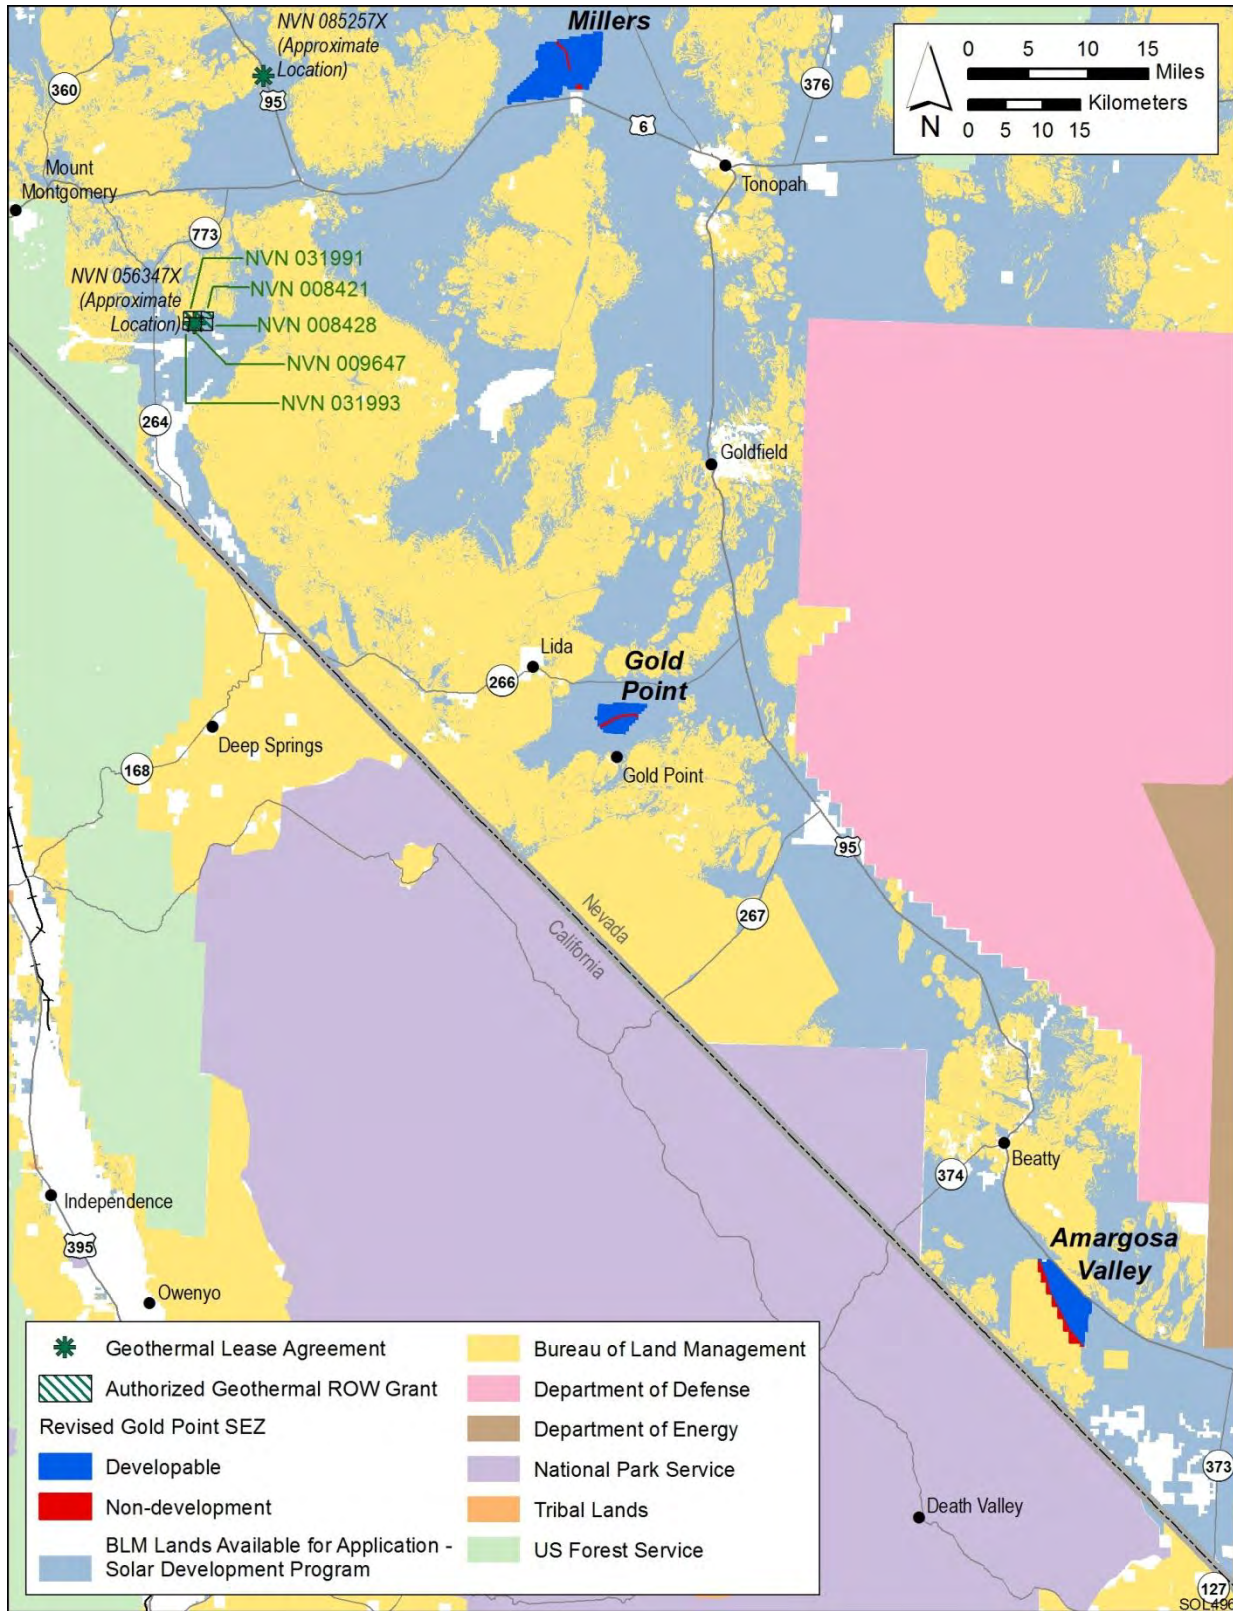 NVN 085257X
(Approximate
Location)
Millers
0 5 10 15
Miles
Kilometers
0 5 10 15
N
360
95
376
6
Mount
Montgomery
Tonopah
773
NVN 031991
NVN 056347X
(Approximate
Location)
NVN 008421
NVN 008428
NVN 009647
NVN 031993
264
Goldfield
Lida
266
Gold
Point
Deep Springs
168
Gold Point
95
267
Nevada
California
Beatty
374
Independence
395
Amargosa
Valley
Owenyo
373
Death Valley
127
Geothermal Lease Agreement
Authorized Geothermal ROW Grant
Revised Gold Point SEZ
Developable
Non-development
BLM Lands Available for Application -
Solar Development Program
Bureau of Land Management
Department of Defense
Department of Energy
National Park Service
Tribal Lands
US Forest Service